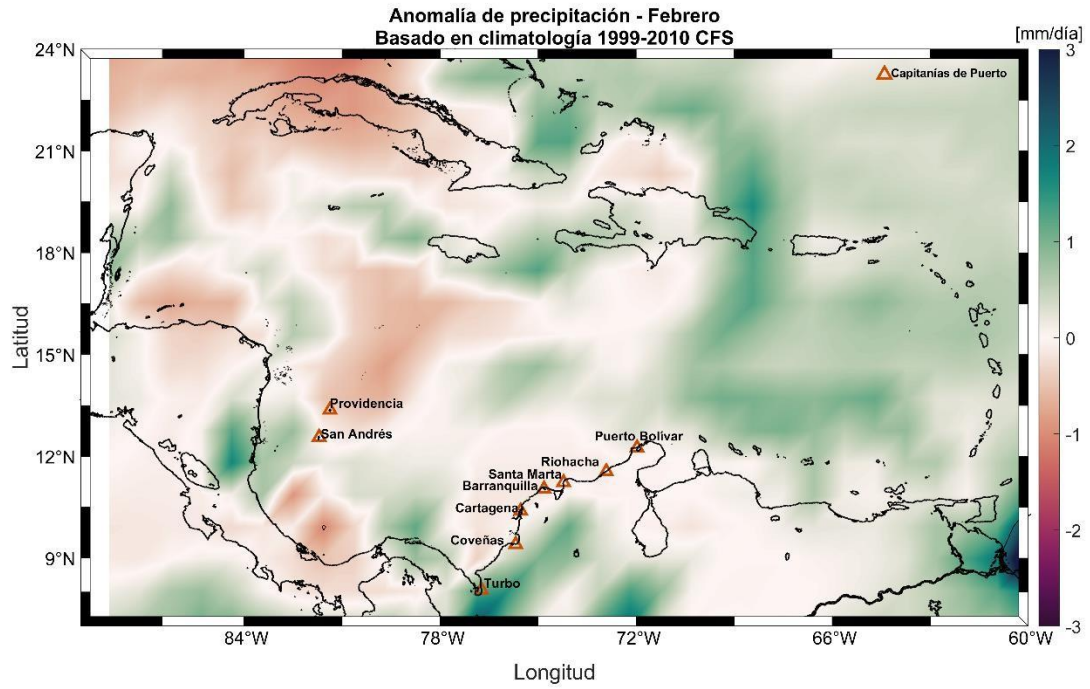 Anomalía de precipitación - Febrero
Basado en climatología 1999-2010 CFS
[mm/día]
24°N
21°N
18°N
15°N
12°N
9°N
Latitud
Capitanías de Puerto
Providencia
San Andrés
Puerto Bolívar
Riohacha
Santa Marta
Barranquilla
Cartagena
Coveñas
Turbo
3
2
1
0
-1
-2
-3
84°W
78°W
72°W
66°W
60°W
Longitud